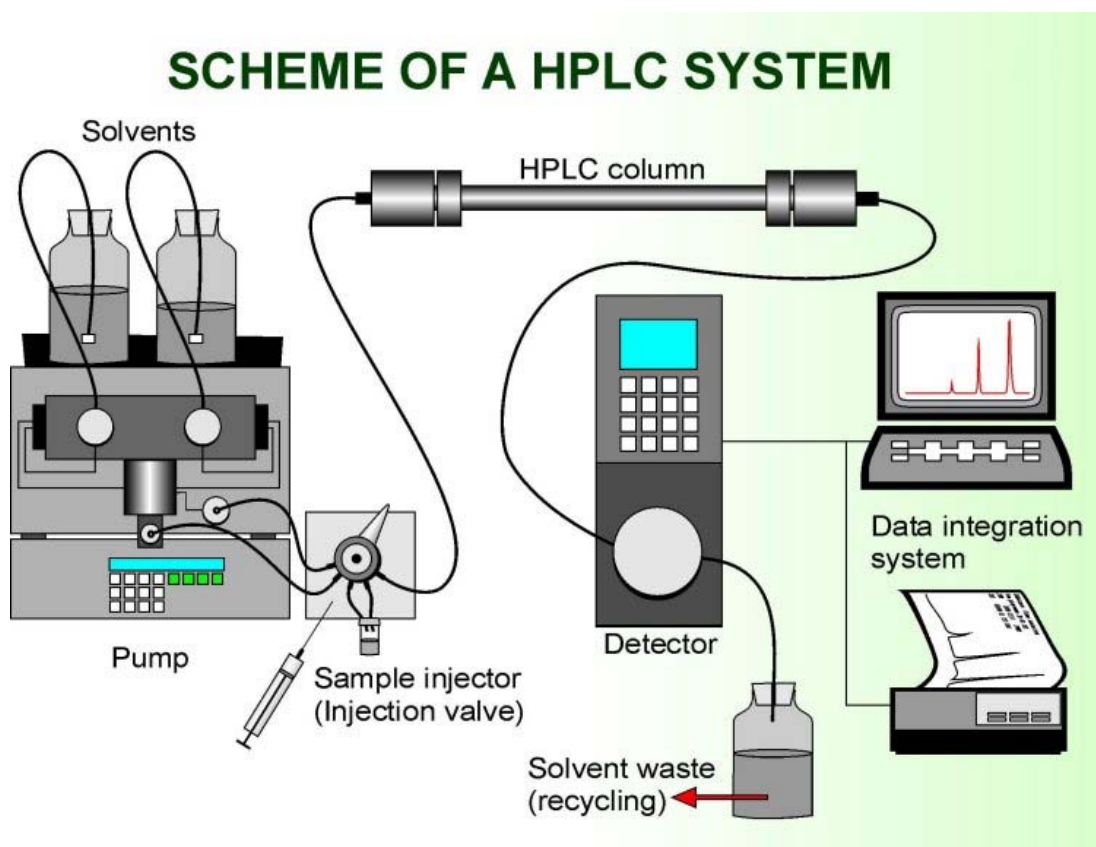 SCHEME OF A HPLC SYSTEM
Solvents
HPLC column
Data integration
system
Pump
Detector
Sample injector
(Injection valve)
Solvent waste
(recycling)